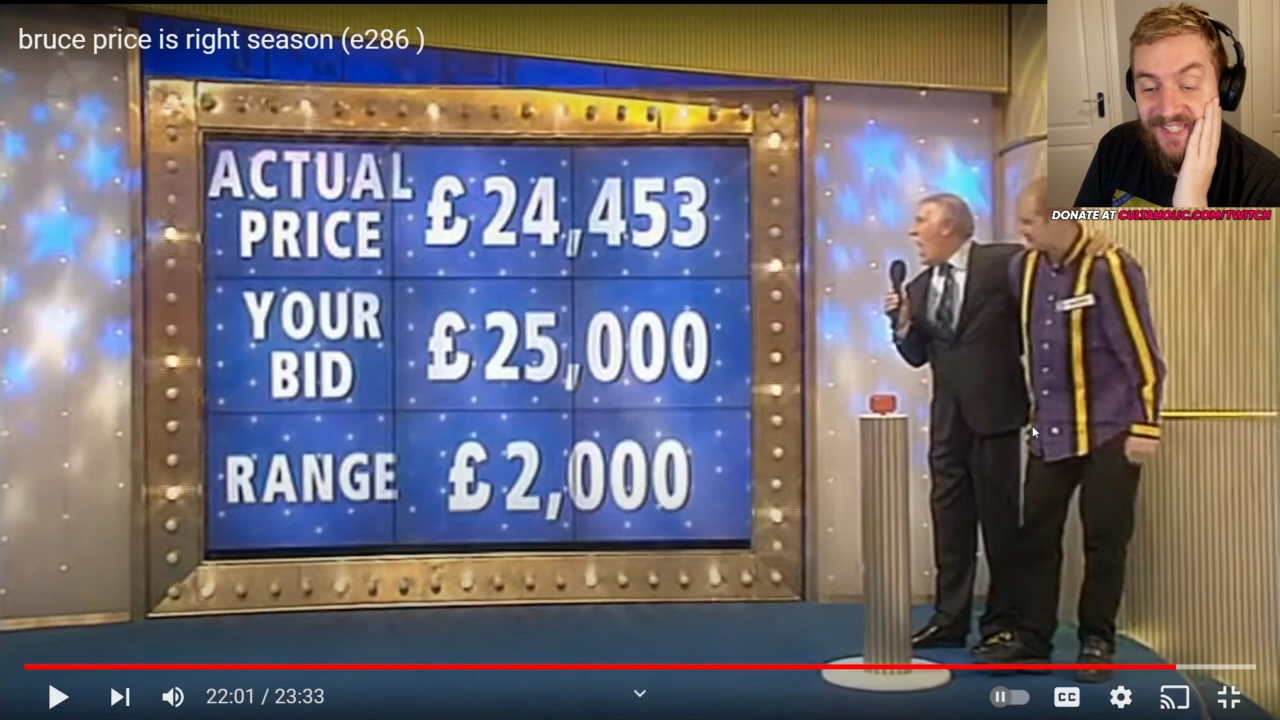 bruce price is right season (e286 )
DONATE AT CULTAHOLIC.COM/TWITCH
ACTUAL PRICE £24,453
YOUR BID £25,000
RANGE £2,000
22:01 / 23:33
CC